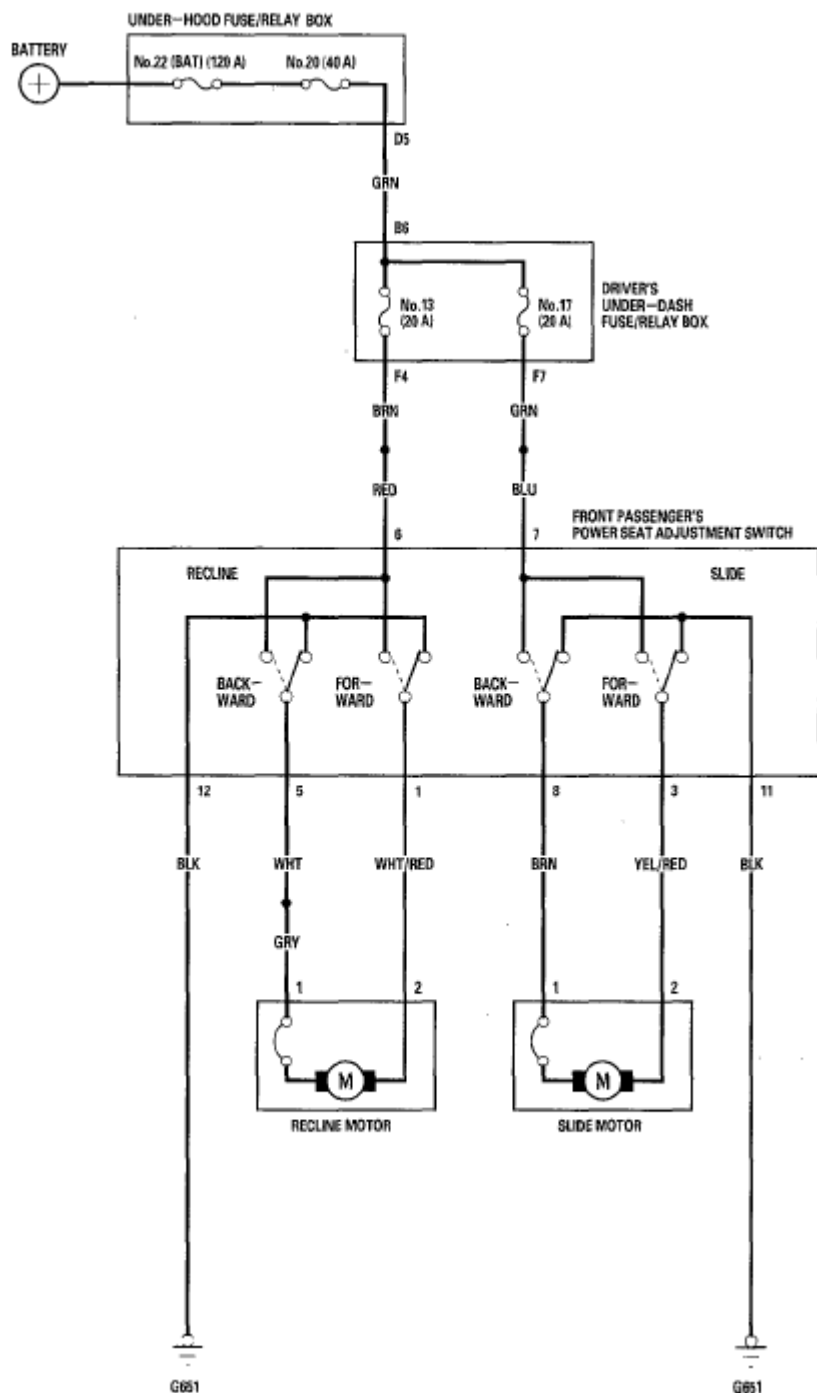 UNDER-HOOD FUSE/RELAY BOX
BATTERY
No.22 (BAT) (120 A)
No.20 (40 A)
D5
GRN
B6
No.13
(20 A)
No.17
(20 A)
DRIVER'S
UNDER-DASH
FUSE/RELAY BOX
F4
F7
BRN
GRN
RED
BLU
FRONT PASSENGER'S
POWER SEAT ADJUSTMENT SWITCH
6
7
RECLINE
SLIDE
BACK-
WARD
FOR-
WARD
BACK-
WARD
FOR-
WARD
12
5
1
8
3
11
BLK
WHT
WHT/RED
BRN
YEL/RED
BLK
GRY
1
2
1
2
M
M
RECLINE MOTOR
SLIDE MOTOR
G651
G651